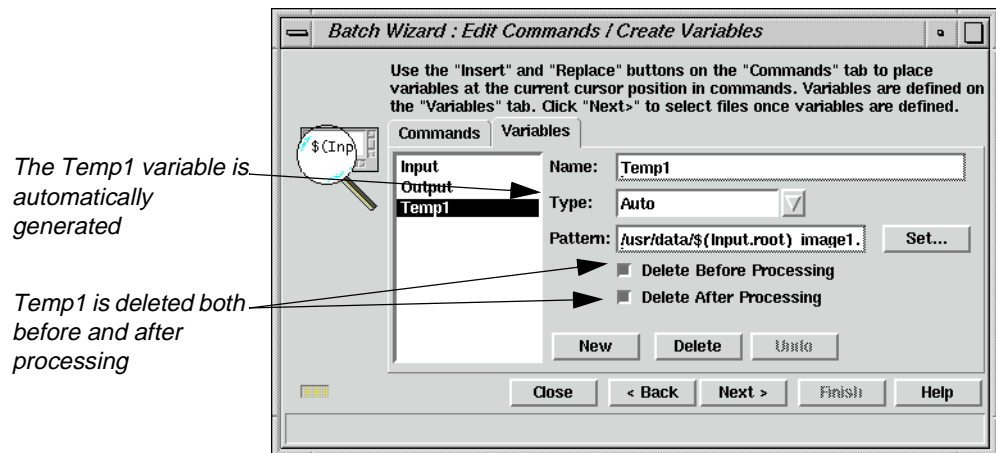 Batch Wizard : Edit Commands / Create Variables
Use the "Insert" and "Replace" buttons on the "Commands" tab to place
variables at the current cursor position in commands. Variables are defined on
the "Variables" tab. Click "Next>" to select files once variables are defined.
$(Inp
Commands
Variables
Input
Output
Temp1
Name:
Temp1
Type:
Auto
Pattern:
/usr/data/$(Input.root) image1.
Set...
Delete Before Processing
Delete After Processing
New
Delete
Undo
Close
< Back
Next >
Finish
Help
The Temp1 variable is
automatically
generated
Temp1 is deleted both
before and after
processing